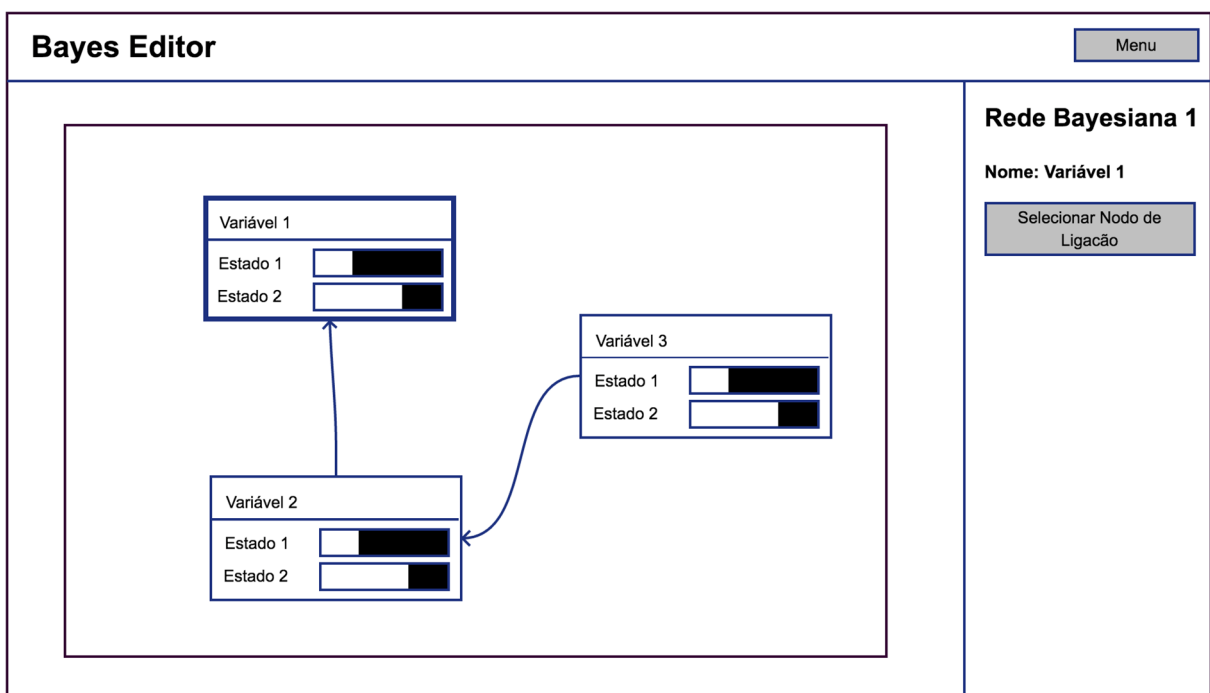 Bayes Editor
Menu
Rede Bayesiana 1
Nome: Variável 1
Selecionar Nodo de
Ligacão
Variável 1
Estado 1
Estado 2
Variável 3
Estado 1
Estado 2
Variável 2
Estado 1
Estado 2